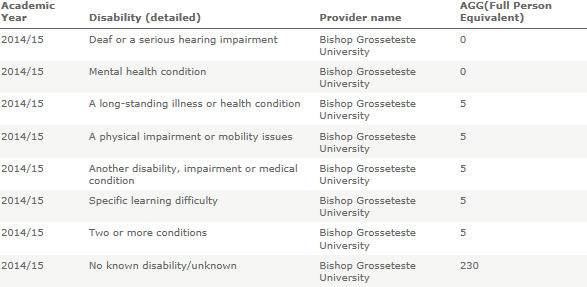 Academic Year Disability (detailed) Provider name AGG(Full Person Equivalent)
2014/15 Deaf or a serious hearing impairment Bishop Grosseteste University 0
2014/15 Mental health condition Bishop Grosseteste University 0
2014/15 A long-standing illness or health condition Bishop Grosseteste University 5
2014/15 A physical impairment or mobility issues Bishop Grosseteste University 5
2014/15 Another disability, impairment or medical condition Bishop Grosseteste University 5
2014/15 Specific learning difficulty Bishop Grosseteste University 5
2014/15 Two or more conditions Bishop Grosseteste University 5
2014/15 No known disability/unknown Bishop Grosseteste University 230